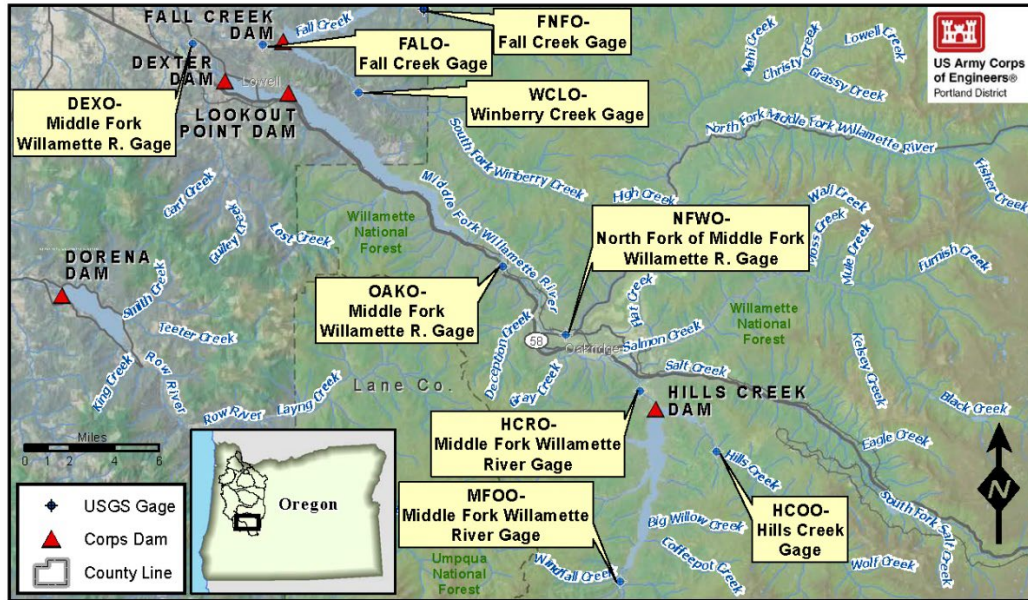 FALL CREEK
DAM
Fall Creek
FNFO-
Fall Creek Gage
FALO-
Fall Creek Gage
Nehi Creek
Christy Creek
Lowell Creek
Grassy Creek
US Army Corps
of Engineers®
Portland District
DEXTER
DAM
Lowell
LOOKOUT
POINT DAM
DEXO-
Middle Fork
Willamette R. Gage
WCLO-
Winberry Creek Gage
North Fork Middle Fork Willamette River
South Fork Winberry Creek
High Creek
Middle Fork Willamette River
Fisher Creek
Wall Creek
Mule Creek
Furnish Creek
Carr Creek
Guiley Creek
Lost Creek
Willamette
National
Forest
NFWO-
North Fork of Middle Fork
Willamette R. Gage
DORENA
DAM
Smith Creek
Teeter Creek
OAKO-
Middle Fork
Willamette R. Gage
Flat Creek
Willamette
National Forest
58
Oakridge
Salmon Creek
Salt Creek
Deception Creek
Gray Creek
Kelsey Creek
King Creek
Row River
Row River
Layng Creek
Lane Co.
HILLS CREEK
DAM
Black Creek
Eagle Creek
HCRO-
Middle Fork Willamette
River Gage
Miles
0 1 2 4 6
Hills Creek
HCOO-
Hills Creek
Gage
South Fork Salt Creek
MFOO-
Middle Fork Willamette
River Gage
Big Willow Creek
Coffeepot Creek
Wolf Creek
Windfall Creek
Umpqua
National
Forest
USGS Gage
Corps Dam
County Line
Oregon
N